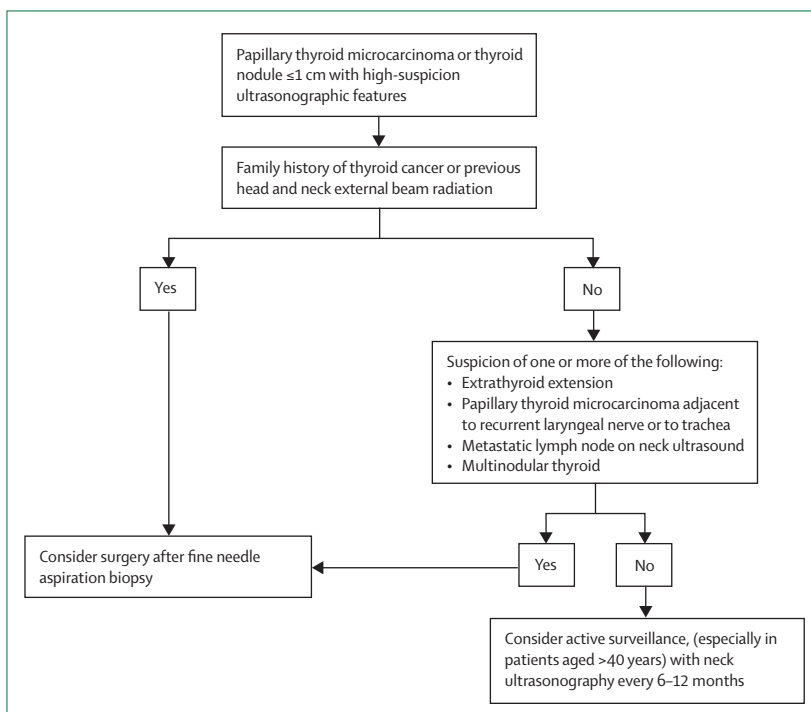 Papillary thyroid microcarcinoma or thyroid
nodule ≤1 cm with high-suspicion
ultrasonographic features
Family history of thyroid cancer or previous
head and neck external beam radiation
Yes
No
Suspicion of one or more of the following:
• Extrathyroid extension
• Papillary thyroid microcarcinoma adjacent
to recurrent laryngeal nerve or to trachea
• Metastatic lymph node on neck ultrasound
• Multinodular thyroid
Consider surgery after fine needle
aspiration biopsy
Yes
No
Consider active surveillance, (especially in
patients aged >40 years) with neck
ultrasonography every 6–12 months